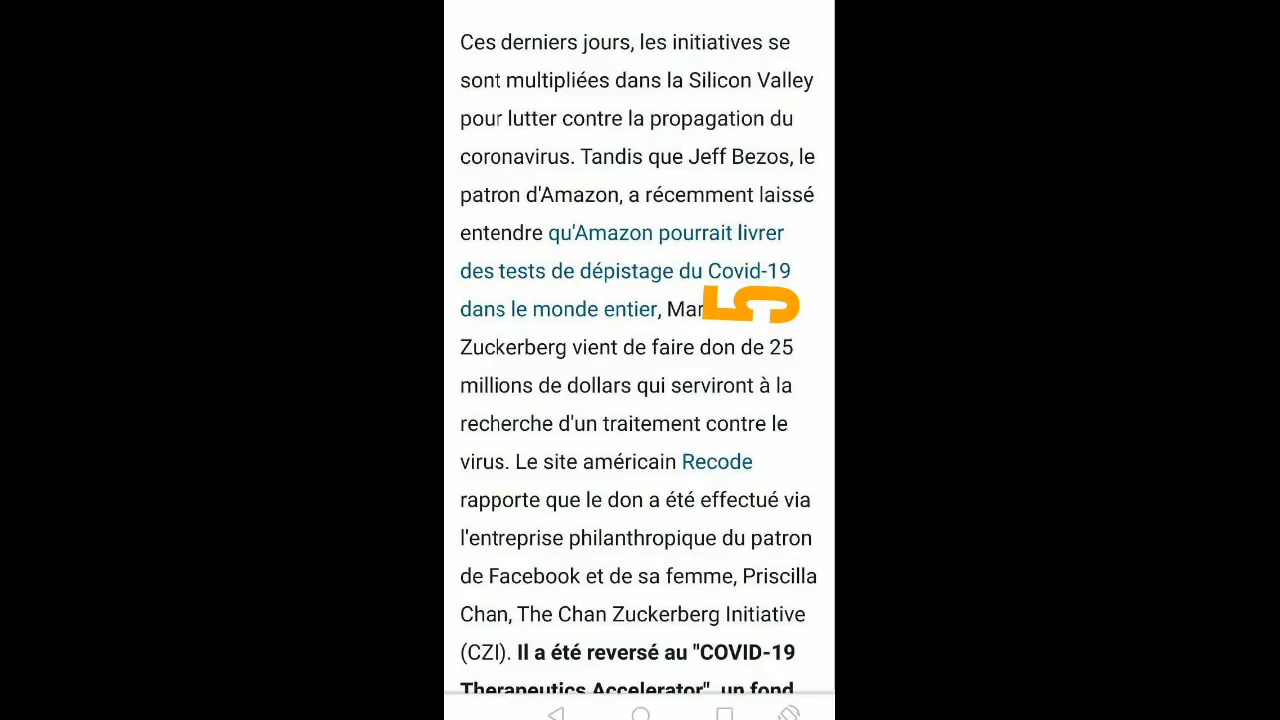 Ces derniers jours, les initiatives se
sont multipliées dans la Silicon Valley
pour lutter contre la propagation du
coronavirus. Tandis que Jeff Bezos, le
patron d'Amazon, a récemment laissé
entendre qu'Amazon pourrait livrer
des tests de dépistage du Covid-19
dans le monde entier, Mar
5
Zuckerberg vient de faire don de 25
millions de dollars qui serviront à la
recherche d'un traitement contre le
virus. Le site américain Recode
rapporte que le don a été effectué via
l'entreprise philanthropique du patron
de Facebook et de sa femme, Priscilla
Chan, The Chan Zuckerberg Initiative
(CZI). Il a été reversé au "COVID-19
Therapeutics Accelerator", un fond